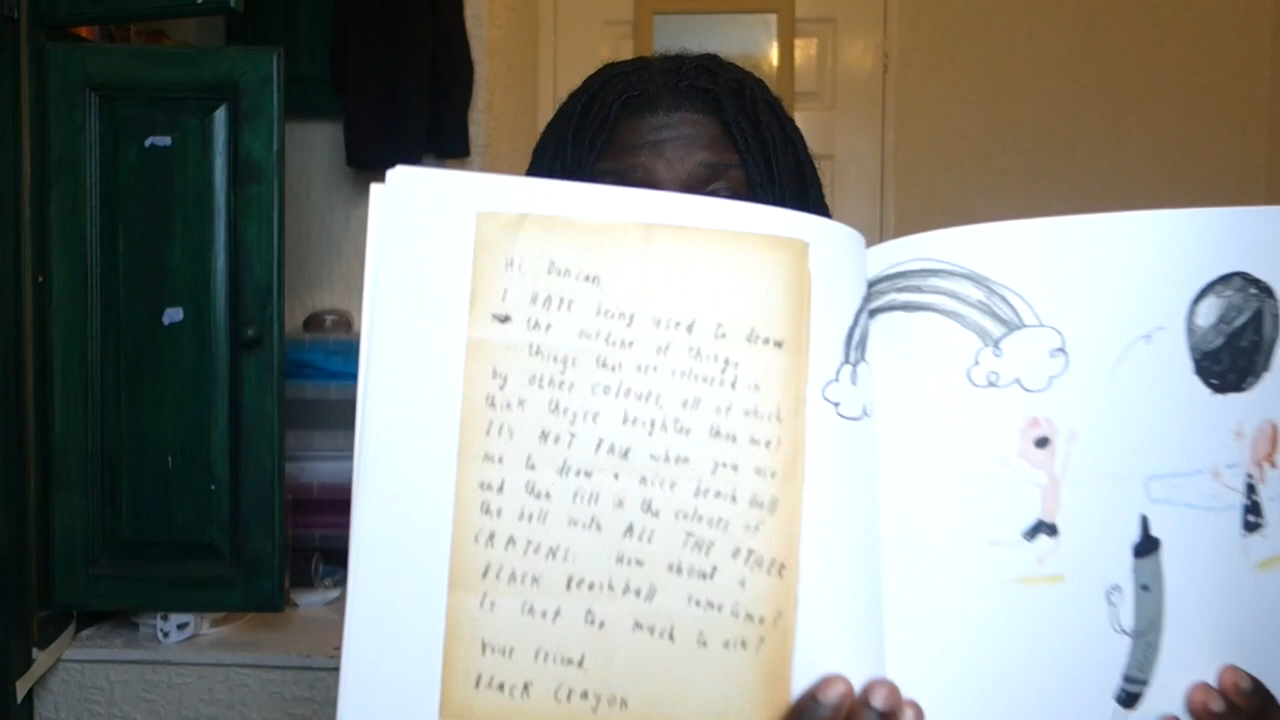 Hi Duncan
I HATE being used to draw
the outline of things
things that are coloured in
by other colours, all of which
think theyre brighter than me!
Its NOT FAIR when you use
me to draw a nice beach ball
and then fill in the colours of
the ball with ALL THE OTHER
CRAYONS. How about a
BLACK beachball sometime?
Is that too much to ask?
Your friend
Black Crayon